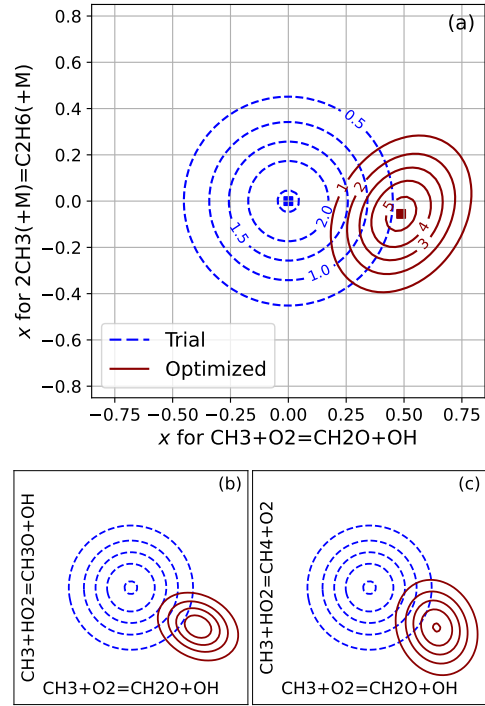 (a)
0.8
0.6
0.4
0.2
0.0
−0.2
−0.4
−0.6
−0.8
x for 2CH3(+M)=C2H6(+M)
0.5
1.0
1.5
2.0
1
2
3
4
5
Trial
Optimized
−0.75 −0.50 −0.25 0.00 0.25 0.50 0.75
x for CH3+O2=CH2O+OH
(b)
CH3+HO2=CH3O+OH
CH3+O2=CH2O+OH
(c)
CH3+HO2=CH4+O2
CH3+O2=CH2O+OH